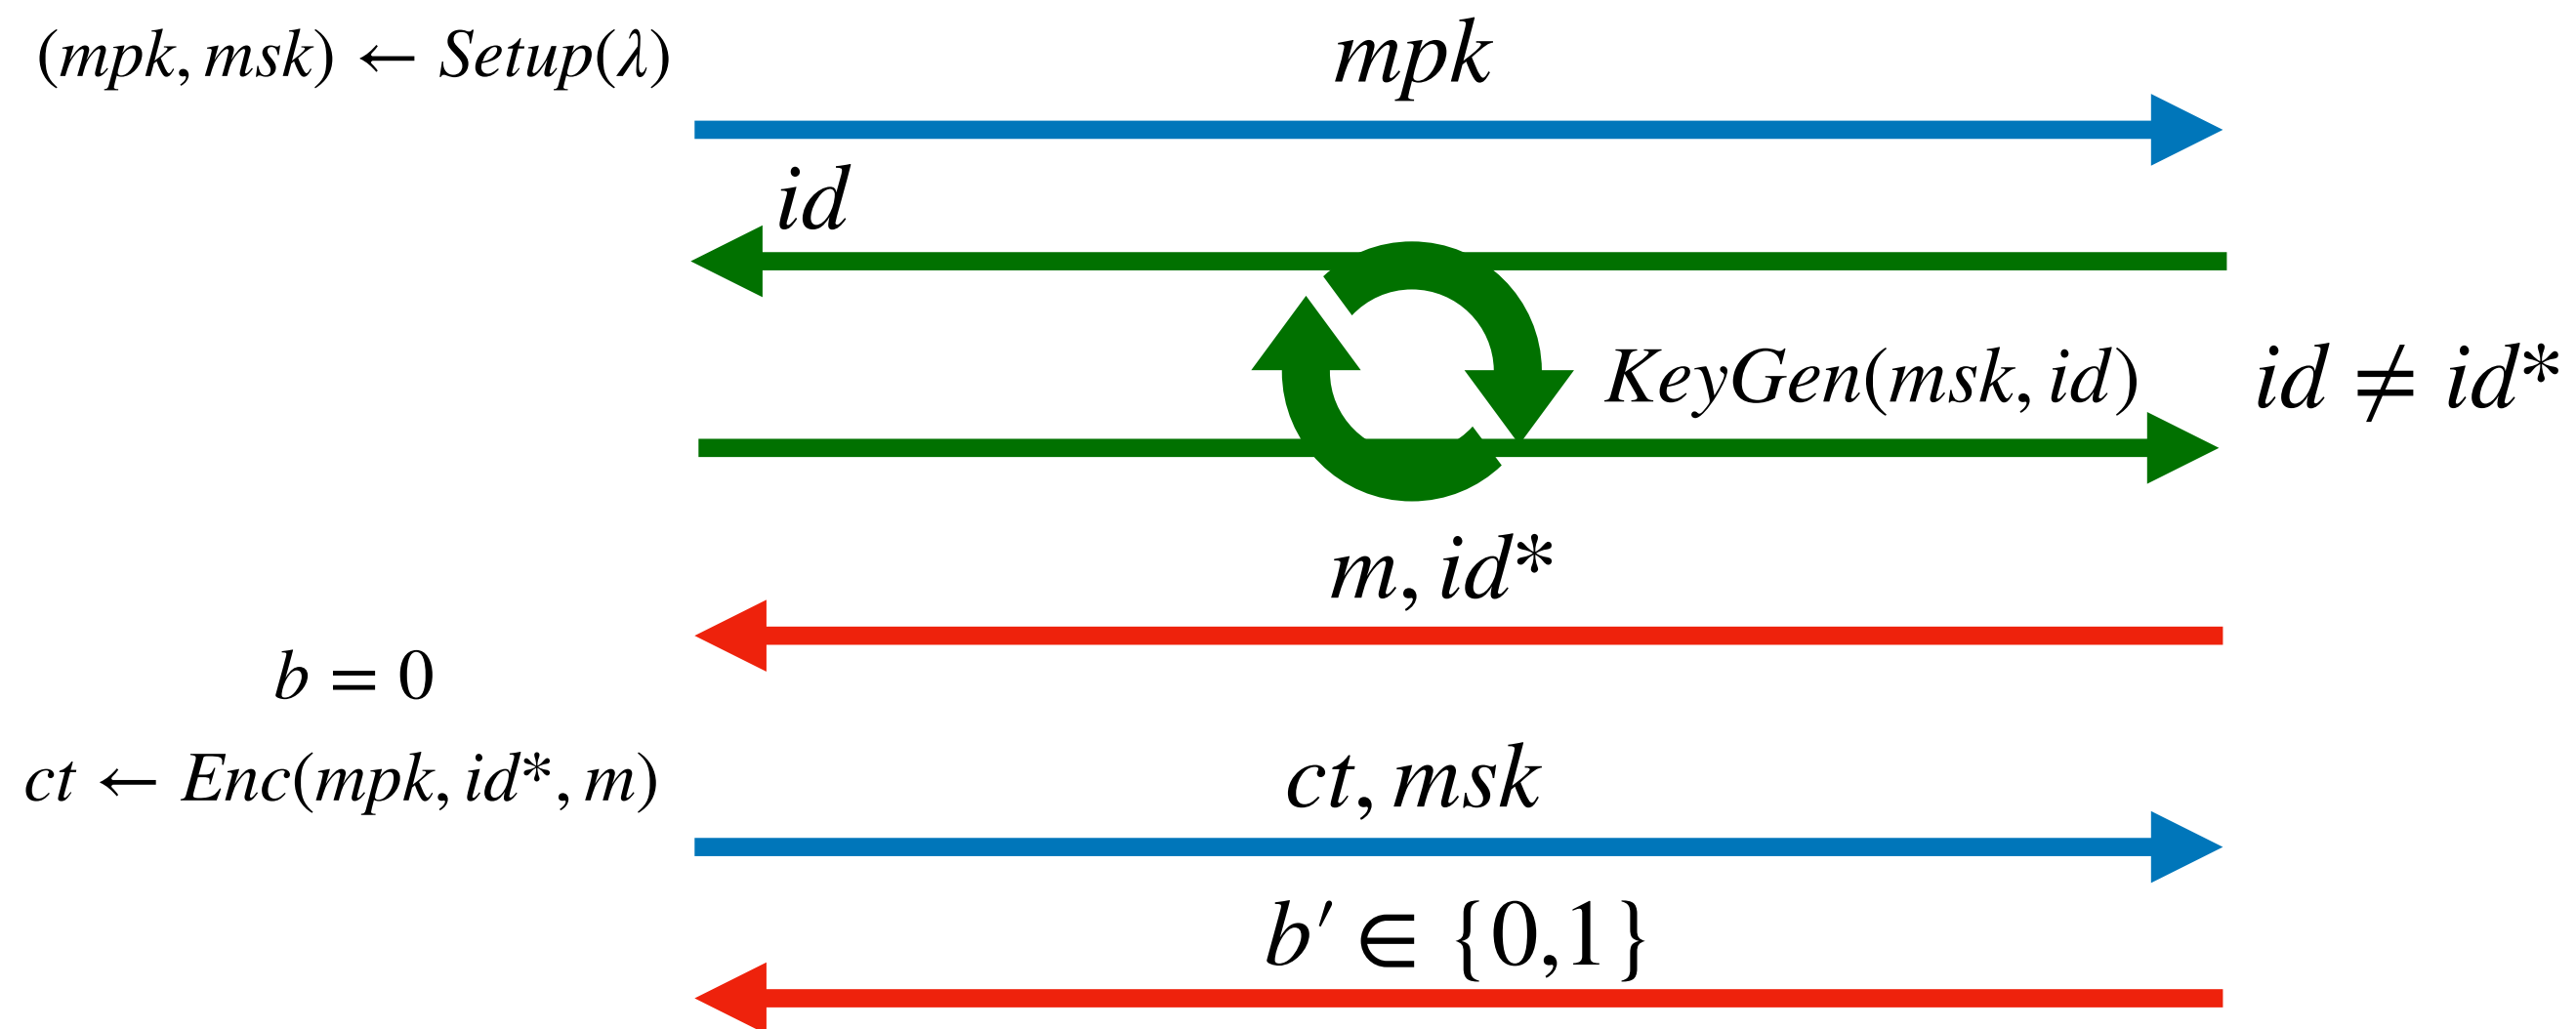 (mpk, msk) ← Setup(λ)
mpk
id
KeyGen(msk, id)
id ≠ id*
m, id*
b = 0
ct ← Enc(mpk, id*, m)
ct, msk
b′ ∈ {0,1}